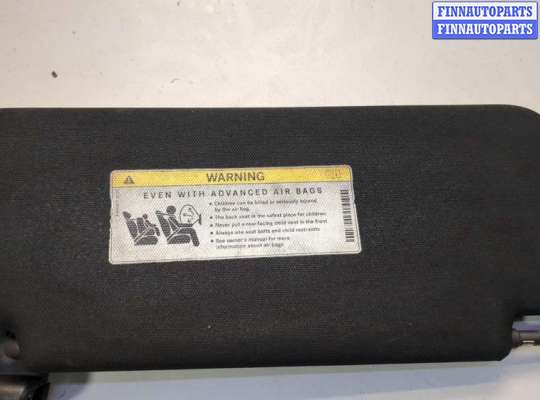 FINNAUTOPARTS
FINNAUTOPARTS
WARNING
EVEN WITH ADVANCED AIR BAGS
• Children can be killed or seriously injured
by the air bag.
• The back seat is the safest place for children.
• Never put a rear-facing child seat in the front.
• Always use seat belts and child restraints.
• See owner's manual for more
information about air bags.